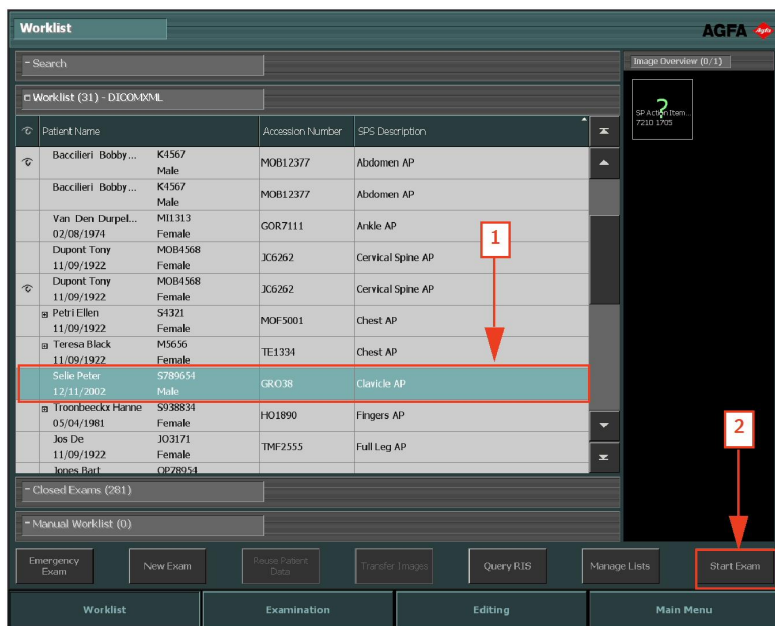 Worklist
AGFA
Agfa
Search
Image Overview (0/1)
Worklist (31) - DICOMXML
?
SP Action Item...
7210 1705
Patient Name
Accession Number
SPS Description
Baccilieri Bobby... K4567
Male
MOB12377
Abdomen AP
Baccilieri Bobby... K4567
Male
MOB12377
Abdomen AP
Van Den Durpel... MI1313
02/08/1974 Female
GOR7111
Ankle AP
1
Dupont Tony MOB4568
11/09/1922 Female
JC6262
Cervical Spine AP
Dupont Tony MOB4568
11/09/1922 Female
JC6262
Cervical Spine AP
Petri Ellen S4321
11/09/1922 Female
MOF5001
Chest AP
Teresa Black M5656
11/09/1922 Female
TE1334
Chest AP
Selie Peter S789654
12/11/2002 Male
GRO38
Clavicle AP
Troonbeeckx Hanne S938834
05/04/1981 Female
HO1890
Fingers AP
2
Jos De JO3171
11/09/1922 Female
TMF2555
Full Leg AP
Jones Bart OP78954
Closed Exams (281)
Manual Worklist (0)
Emergency Exam
New Exam
Reuse Patient Data
Transfer Images
Query RIS
Manage Lists
Start Exam
Worklist
Examination
Editing
Main Menu